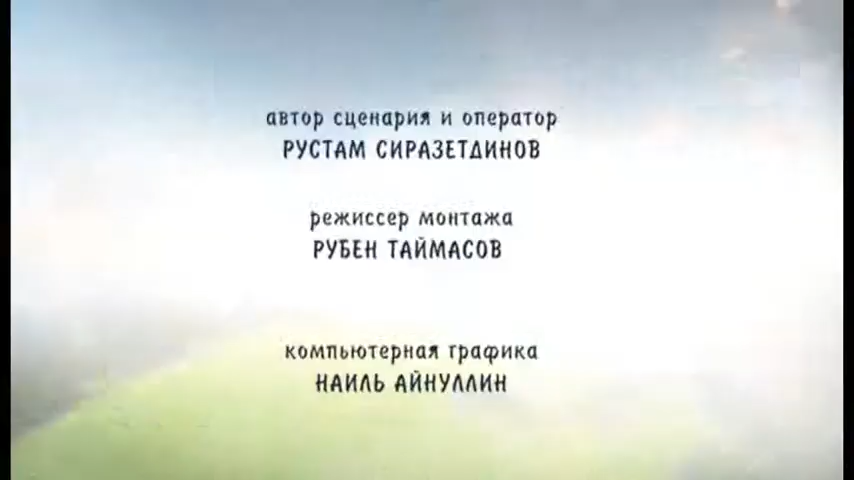 автор сценария и оператор
РУСТАМ СИРАЗЕТДИНОВ
режиссер монтажа
РУБЕН ТАЙМАСОВ
компьютерная графика
НАИЛЬ АЙНУЛЛИН